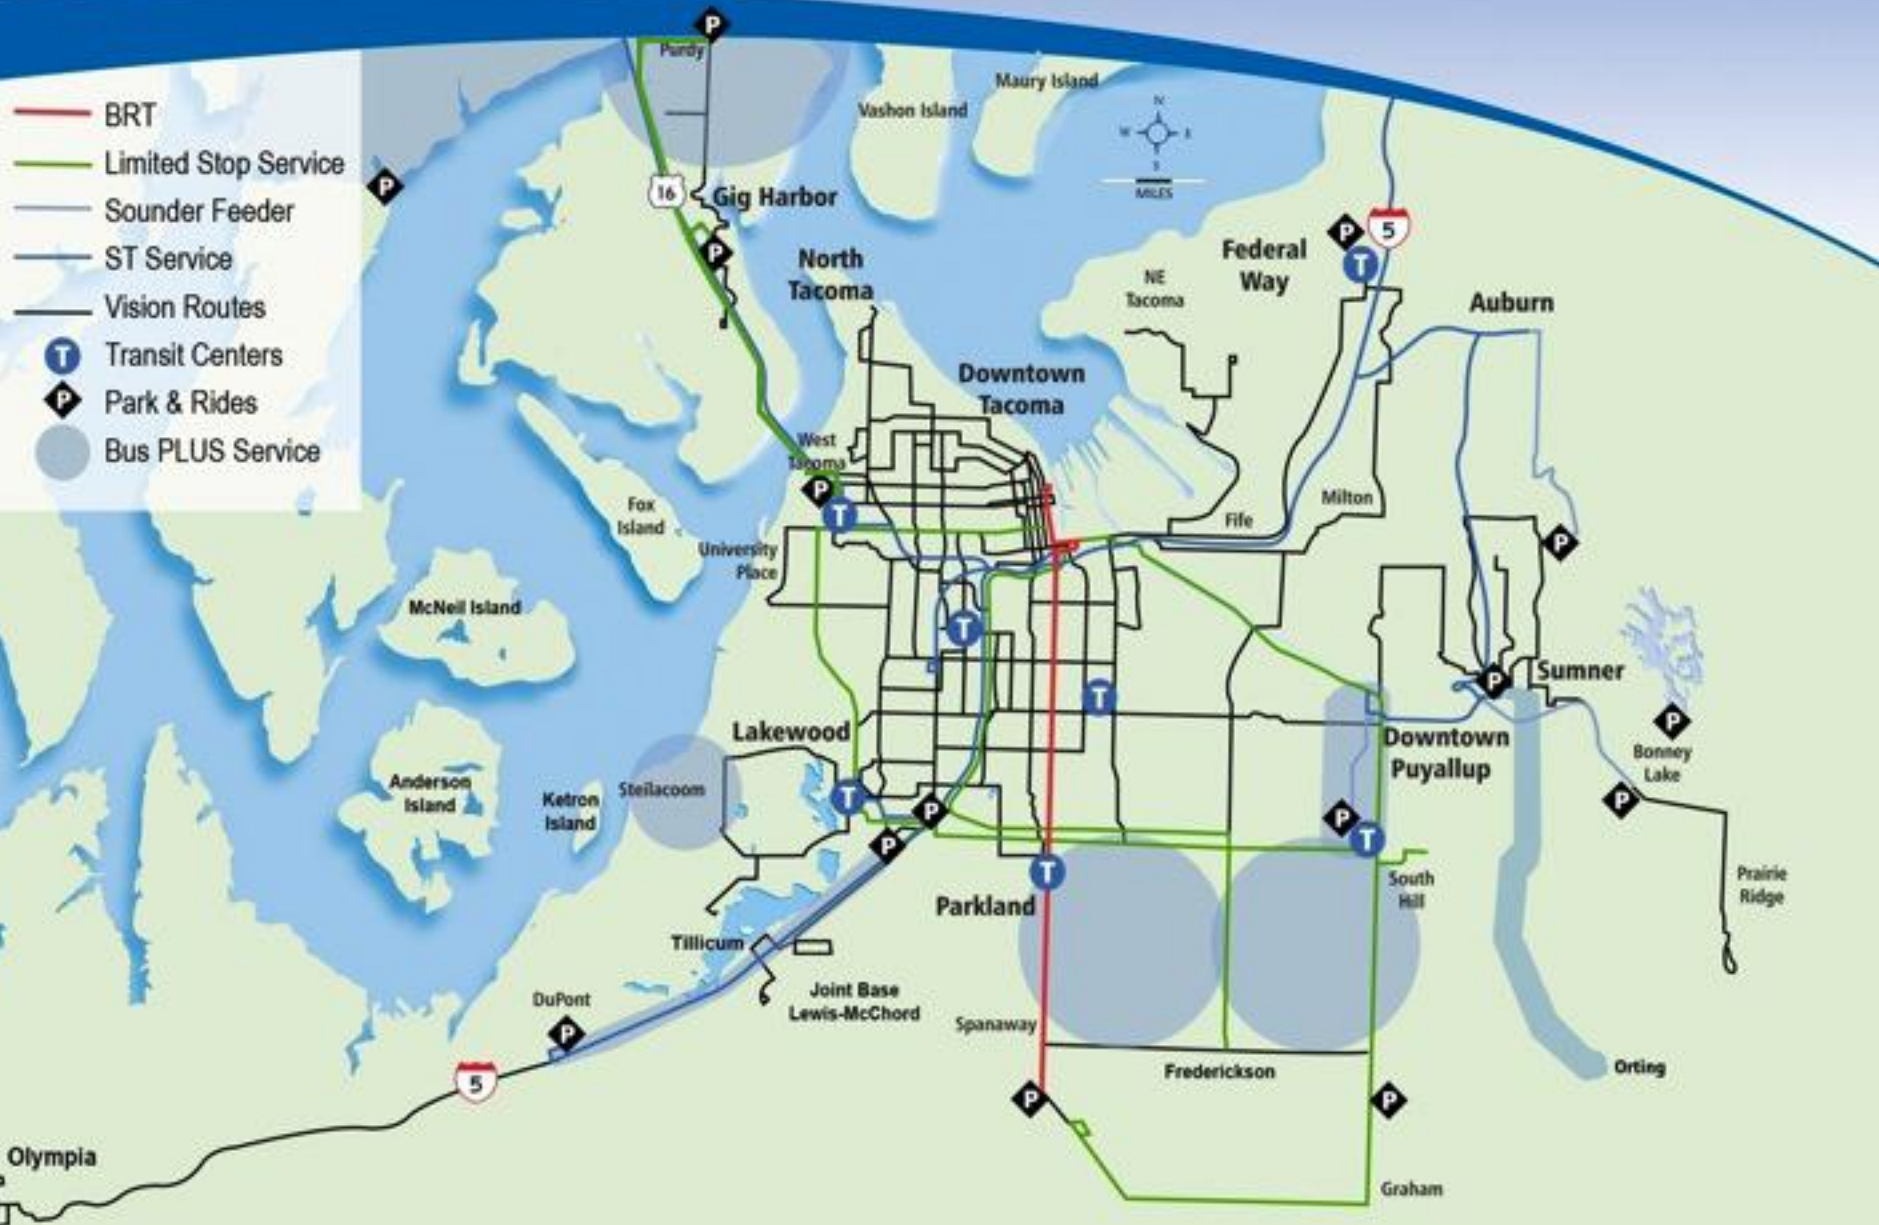 BRT
Limited Stop Service
Sounder Feeder
ST Service
Vision Routes
T
Transit Centers
P
Park & Rides
Bus PLUS Service
P
Purdy
P
16
Gig Harbor
P
Vashon Island
Maury Island
N
W
E
S
MILES
North
Tacoma
NE
Tacoma
Federal
Way
P
5
T
Auburn
Downtown
Tacoma
West
Tacoma
P
T
Fox
Island
University
Place
Fife
Milton
P
McNeil Island
T
T
Sumner
P
P
Bonney
Lake
P
Lakewood
Downtown
Puyallup
Steilacoom
Anderson
Island
Ketron
Island
T
P
P
P
T
T
South
Hill
Prairie
Ridge
Parkland
Tillicum
DuPont
P
Joint Base
Lewis-McChord
Spanaway
Frederickson
Orting
5
P
P
Olympia
Graham